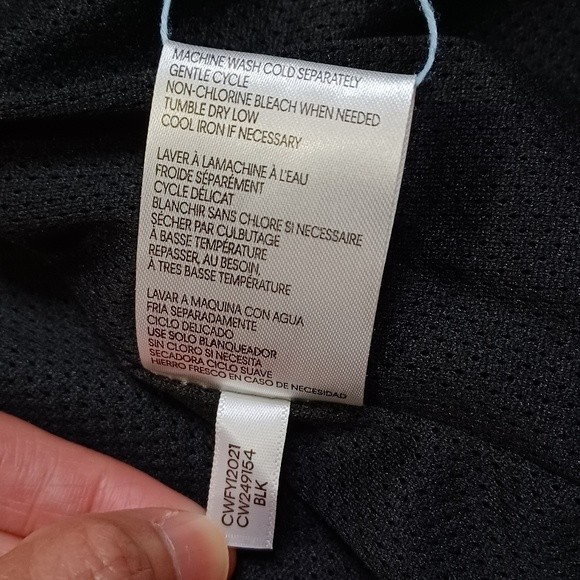 MACHINE WASH COLD SEPARATELY
GENTLE CYCLE
NON-CHLORINE BLEACH WHEN NEEDED
TUMBLE DRY LOW
COOL IRON IF NECESSARY
LAVER À LAMACHINE À L'EAU
FROIDE SÉPARÉMENT
CYCLE DÉLICAT
BLANCHIR SANS CHLORE SI NECESSAIRE
SÉCHER PAR CULBUTAGE
À BASSE TEMPÉRATURE
REPASSER, AU BESOIN,
À TRES BASSE TEMPÉRATURE
LAVAR A MAQUINA CON AGUA
FRIA SEPARADAMENTE
CICLO DELICADO
USE SOLO BLANQUEADOR
SIN CLORO SI NECESITA
SECADORA CICLO SUAVE
HIERRO FRESCO EN CASO DE NECESIDAD
CWFY12021
CW249154
BLK